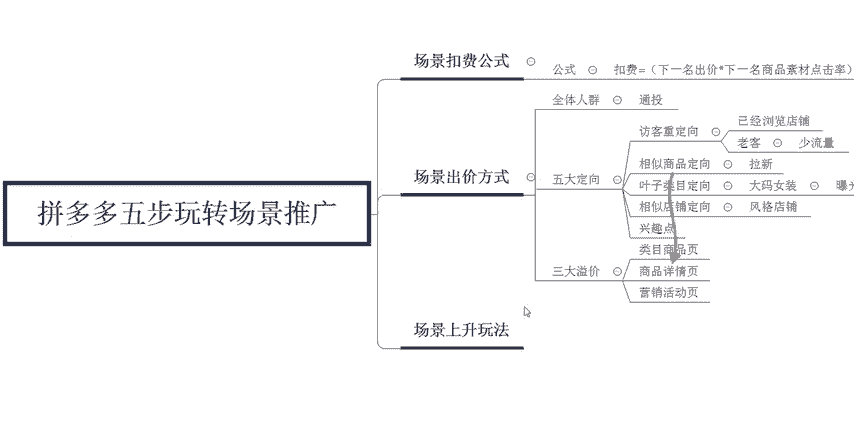 拼多多五步玩转场景推广
场景扣费公式
公式
扣费=（下一名出价*下一名商品素材点击率）
场景出价方式
全体人群
通投
五大定向
访客重定向
已经浏览店铺
老客
少流量
相似商品定向
拉新
叶子类目定向
大码女装
曝光
相似店铺定向
风格店铺
兴趣点
三大溢价
类目商品页
商品详情页
营销活动页
场景上升玩法